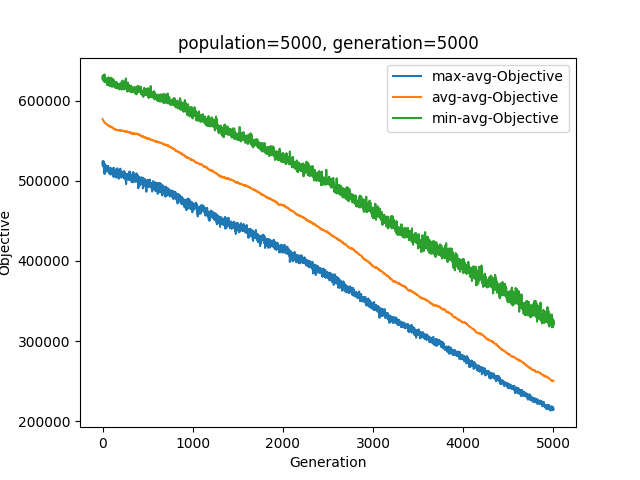 population=5000, generation=5000
max-avg-Objective
avg-avg-Objective
min-avg-Objective
600000
500000
400000
300000
200000
Objective
0 1000 2000 3000 4000 5000
Generation